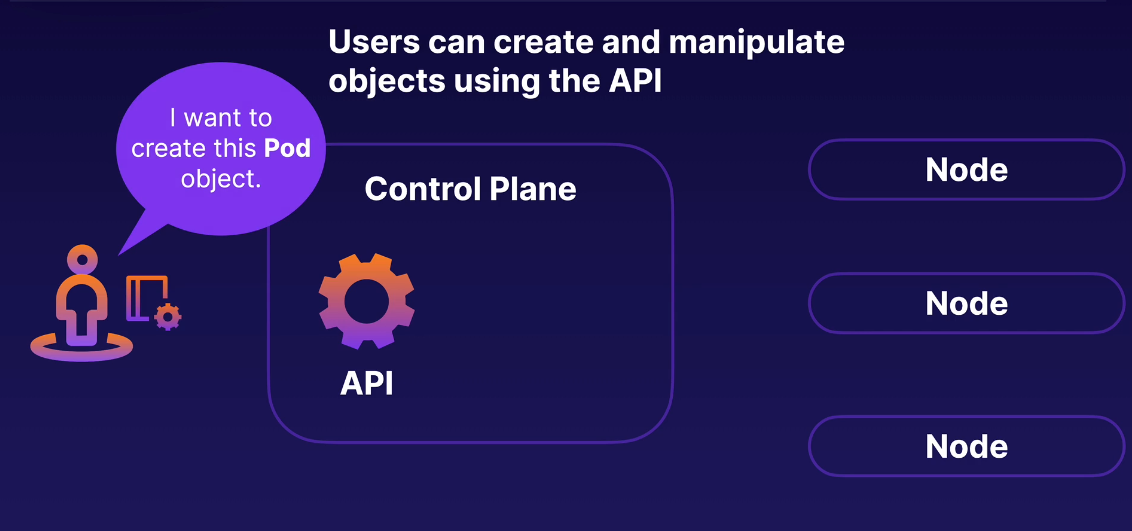 Users can create and manipulate
objects using the API
I want to
create this Pod
object.
Control Plane
API
Node
Node
Node